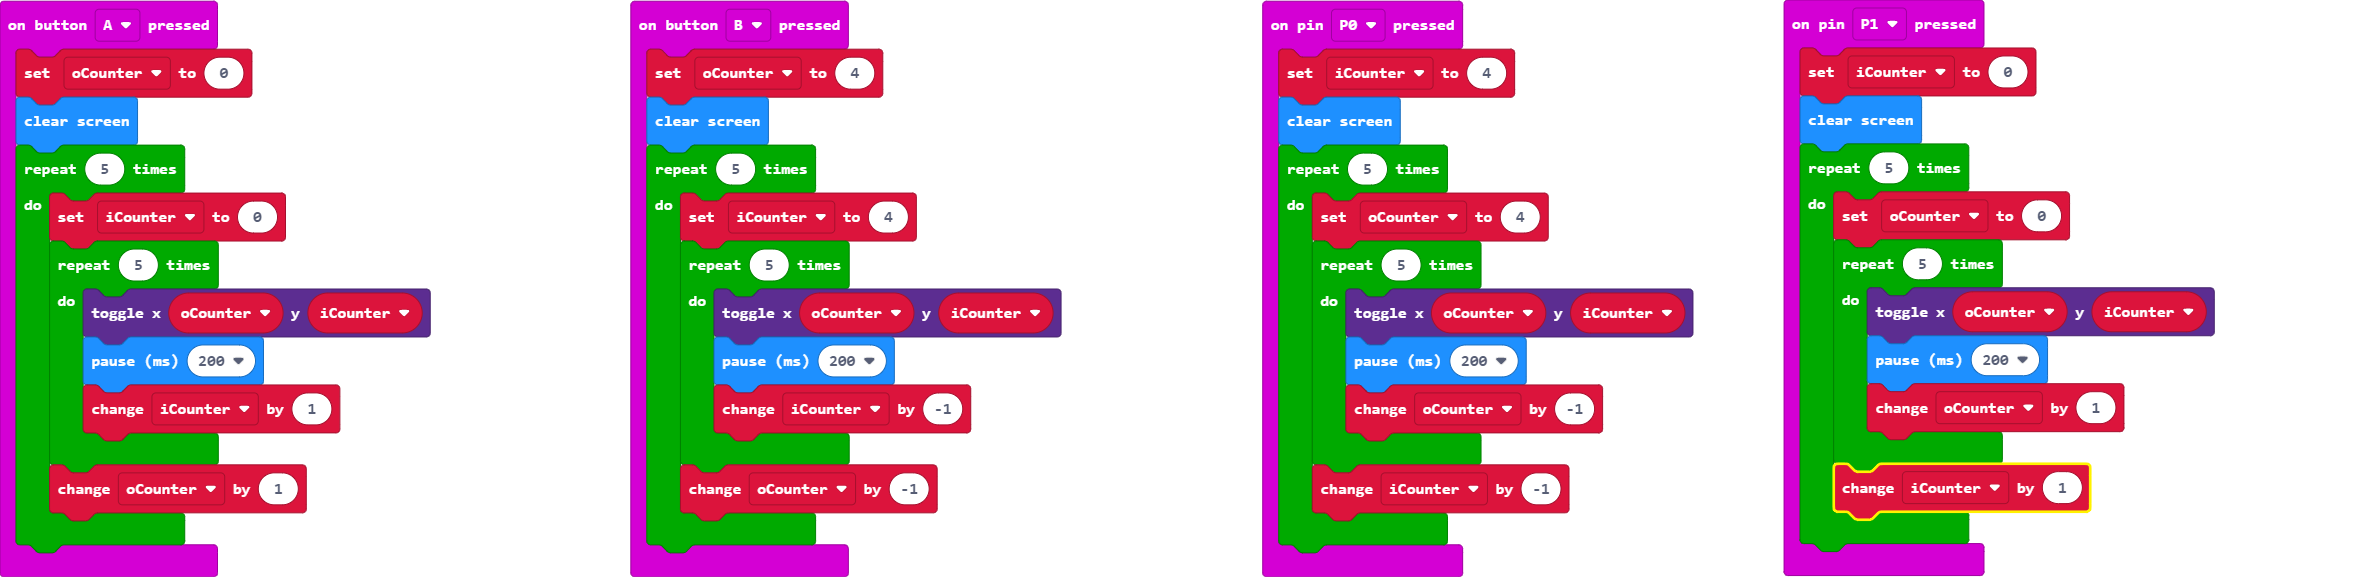 on button A pressed
set oCounter to 0
clear screen
repeat 5 times
do
set iCounter to 0
repeat 5 times
do
toggle x oCounter y iCounter
pause (ms) 200
change iCounter by 1
change oCounter by 1
on button B pressed
set oCounter to 4
clear screen
repeat 5 times
do
set iCounter to 4
repeat 5 times
do
toggle x oCounter y iCounter
pause (ms) 200
change iCounter by -1
change oCounter by -1
on pin P0 pressed
set iCounter to 4
clear screen
repeat 5 times
do
set oCounter to 4
repeat 5 times
do
toggle x oCounter y iCounter
pause (ms) 200
change oCounter by -1
change iCounter by -1
on pin P1 pressed
set iCounter to 0
clear screen
repeat 5 times
do
set oCounter to 0
repeat 5 times
do
toggle x oCounter y iCounter
pause (ms) 200
change oCounter by 1
change iCounter by 1